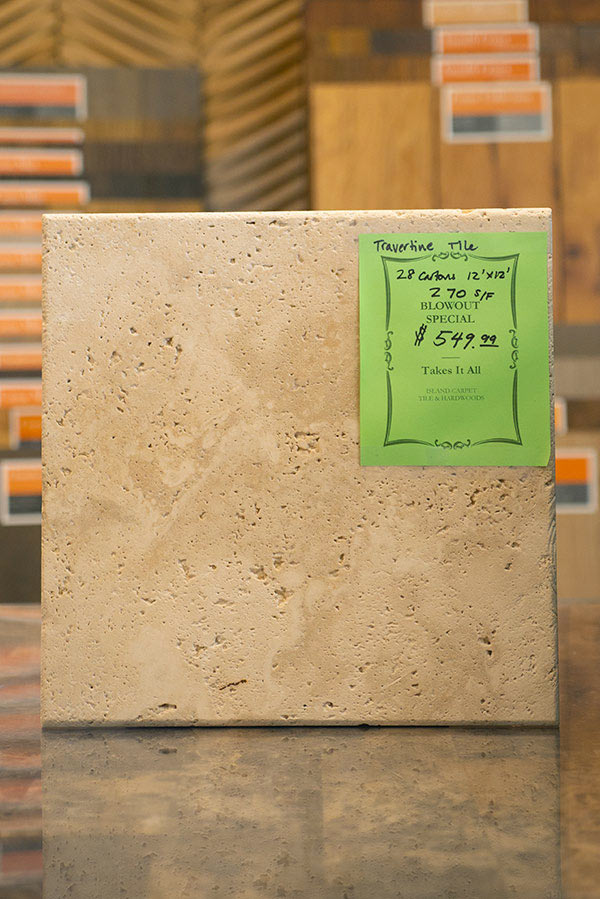 Travertine Tile
28 Cartons 12'x12'
270 S/F
BLOWOUT
SPECIAL
$ 549.99
Takes It All
ISLAND CARPET
TILE & HARDWOODS